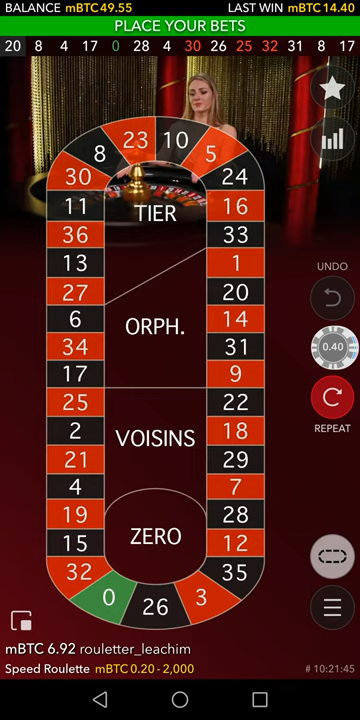 BALANCE mBTC 49.55 LAST WIN mBTC 14.40
PLACE YOUR BETS
20 8 4 17 0 28 4 30 26 25 32 31 8 17
23 10
8 5
30 24
11 16
TIER
36 33
13 1
UNDO
27 20
6 14
ORPH.
34 31
0.40
17 9
25 22
REPEAT
2 18
VOISINS
21 29
4 7
19 28
ZERO
15 12
32 35
0 26 3
mBTC 6.92 rouletter_leachim
Speed Roulette mBTC 0.20 - 2,000 # 10:21:45